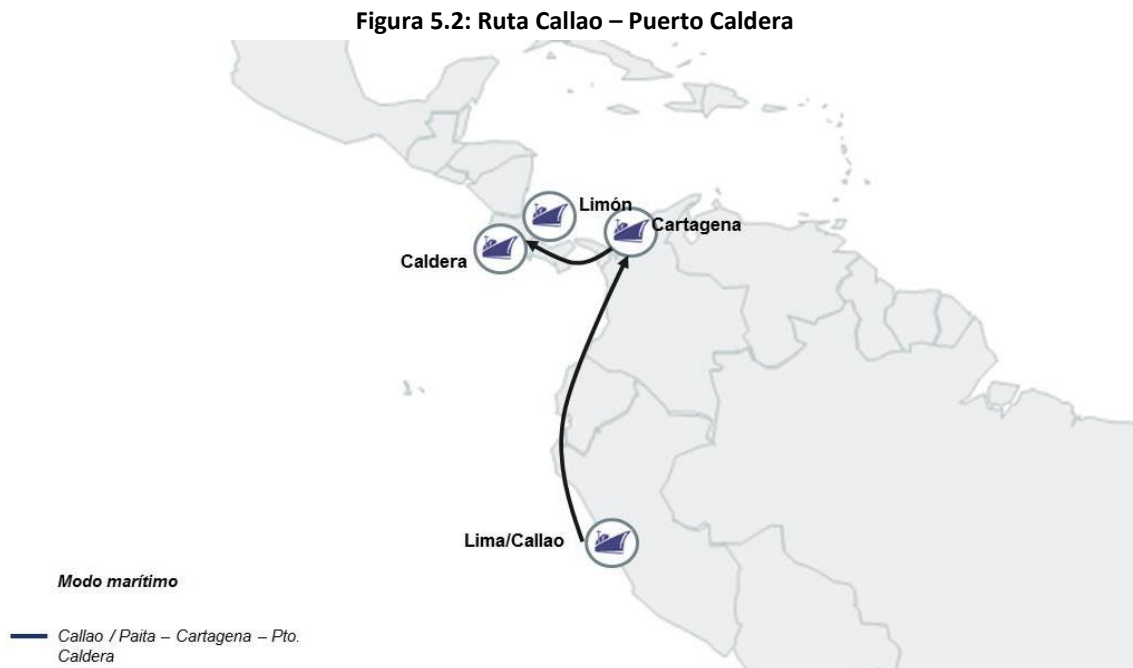 Figura 5.2: Ruta Callao – Puerto Caldera
Limón
Cartagena
Caldera
Lima/Callao
Modo marítimo
Callao / Paita – Cartagena – Pto.
Caldera